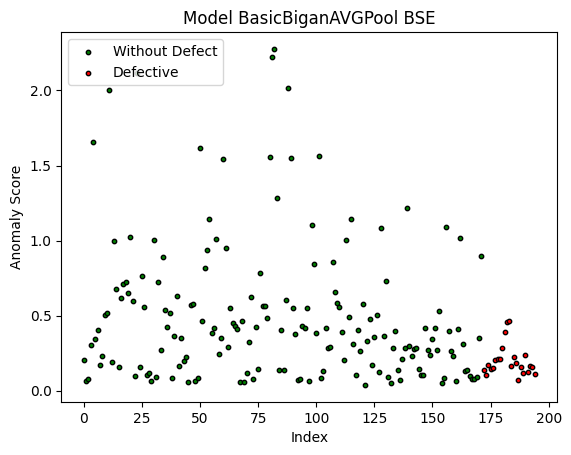 Model BasicBiganAVGPool BSE
Without Defect
Defective
Anomaly Score
2.0
1.5
1.0
0.5
0.0
0 25 50 75 100 125 150 175 200
Index